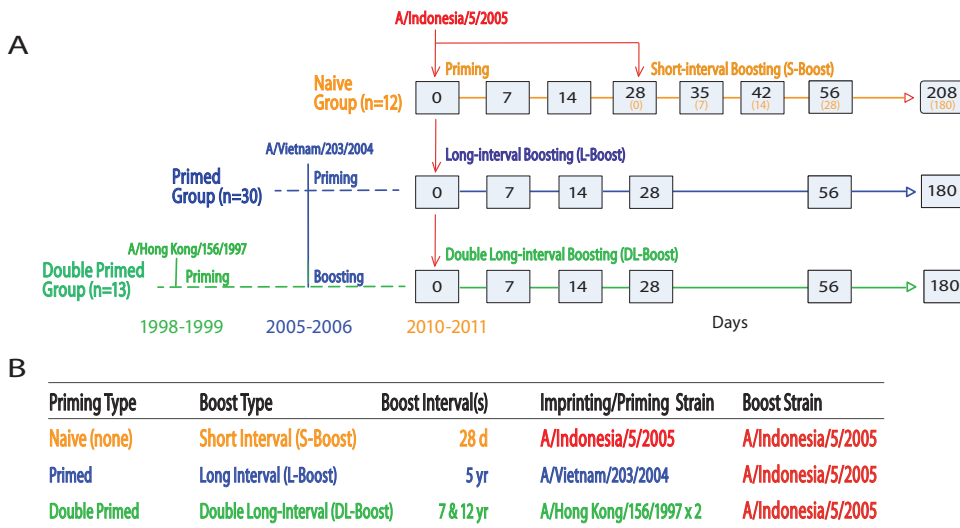 A
A/Indonesia/5/2005
Naive
Group (n=12)
Priming
Short-interval Boosting (S-Boost)
0 7 14 28 35 42 56 208
(0) (7) (14) (28) (180)
A/Vietnam/203/2004
Primed
Group (n=30)
Priming
Long-interval Boosting (L-Boost)
0 7 14 28 56 180
A/Hong Kong/156/1997
Double Primed
Group (n=13)
Priming
Boosting
Double Long-interval Boosting (DL-Boost)
0 7 14 28 56 180
1998-1999 2005-2006 2010-2011 Days
B
Priming Type Boost Type Boost Interval(s) Imprinting/Priming Strain Boost Strain
Naive (none) Short Interval (S-Boost) 28 d A/Indonesia/5/2005 A/Indonesia/5/2005
Primed Long Interval (L-Boost) 5 yr A/Vietnam/203/2004 A/Indonesia/5/2005
Double Primed Double Long-Interval (DL-Boost) 7 & 12 yr A/Hong Kong/156/1997 x 2 A/Indonesia/5/2005